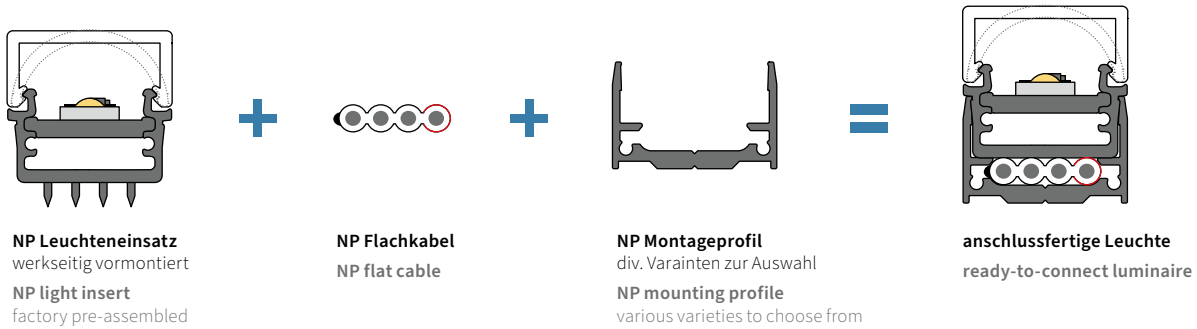 NP Leuchteneinsatz
werkseitig vormontiert
NP light insert
factory pre-assembled
NP Flachkabel
NP flat cable
NP Montageprofil
div. Varainten zur Auswahl
NP mounting profile
various varieties to choose from
anschlussfertige Leuchte
ready-to-connect luminaire